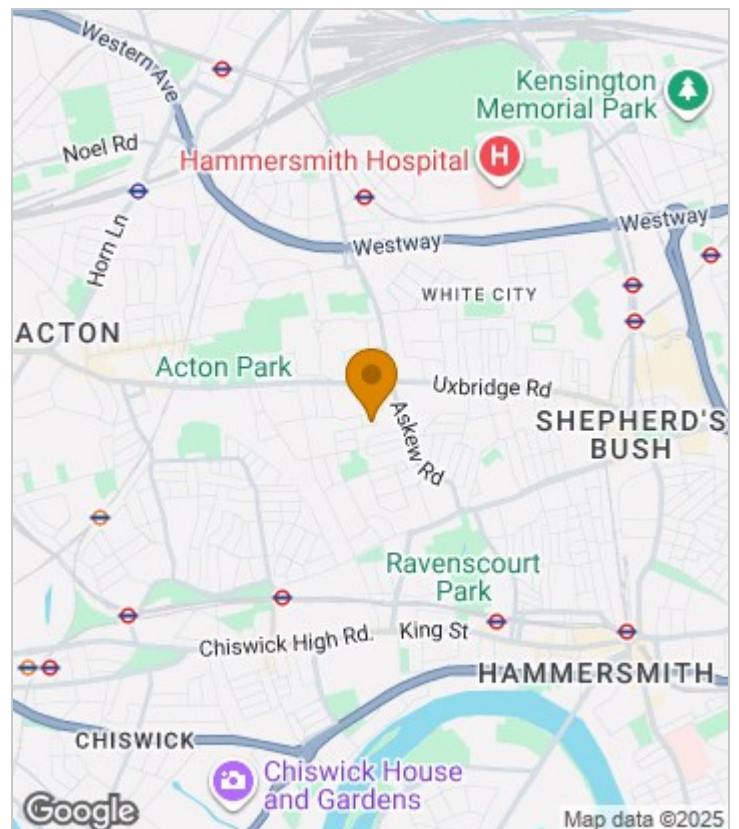 Western Ave
Kensington
Memorial Park
Noel Rd
Hammersmith Hospital
H
Horn Ln
Westway
Westway
WHITE CITY
ACTON
Acton Park
Uxbridge Rd
Askew Rd
SHEPHERD'S
BUSH
Ravenscourt
Park
Chiswick High Rd.
King St
HAMMERSMITH
CHISWICK
Chiswick House
and Gardens
Google
Map data ©2025